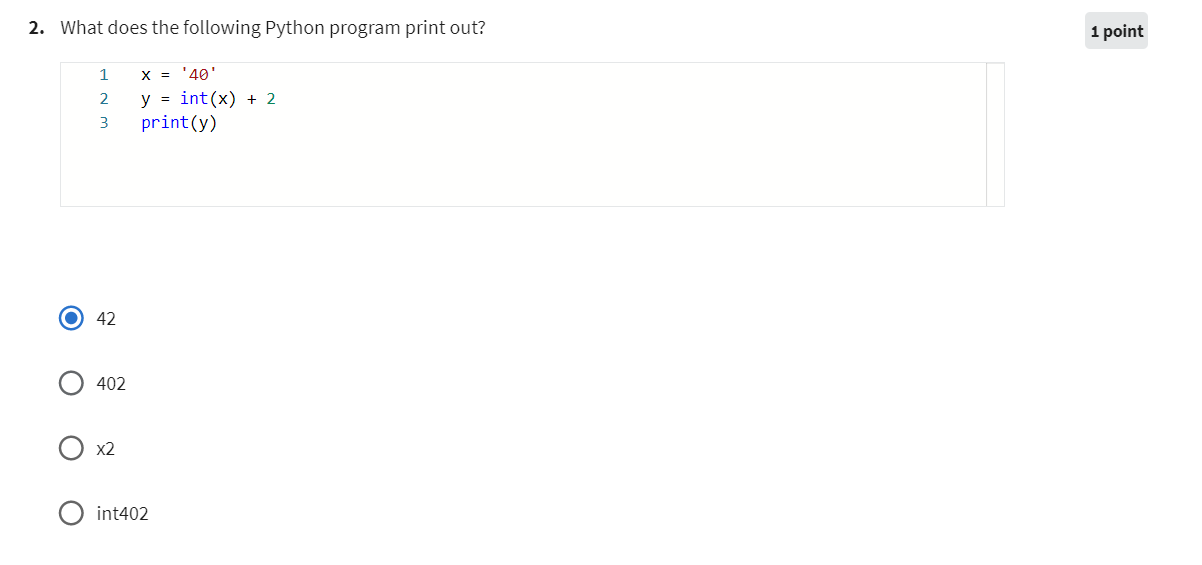 2. What does the following Python program print out?
1 point
1 x = '40'
2 y = int(x) + 2
3 print(y)
42
402
x2
int402